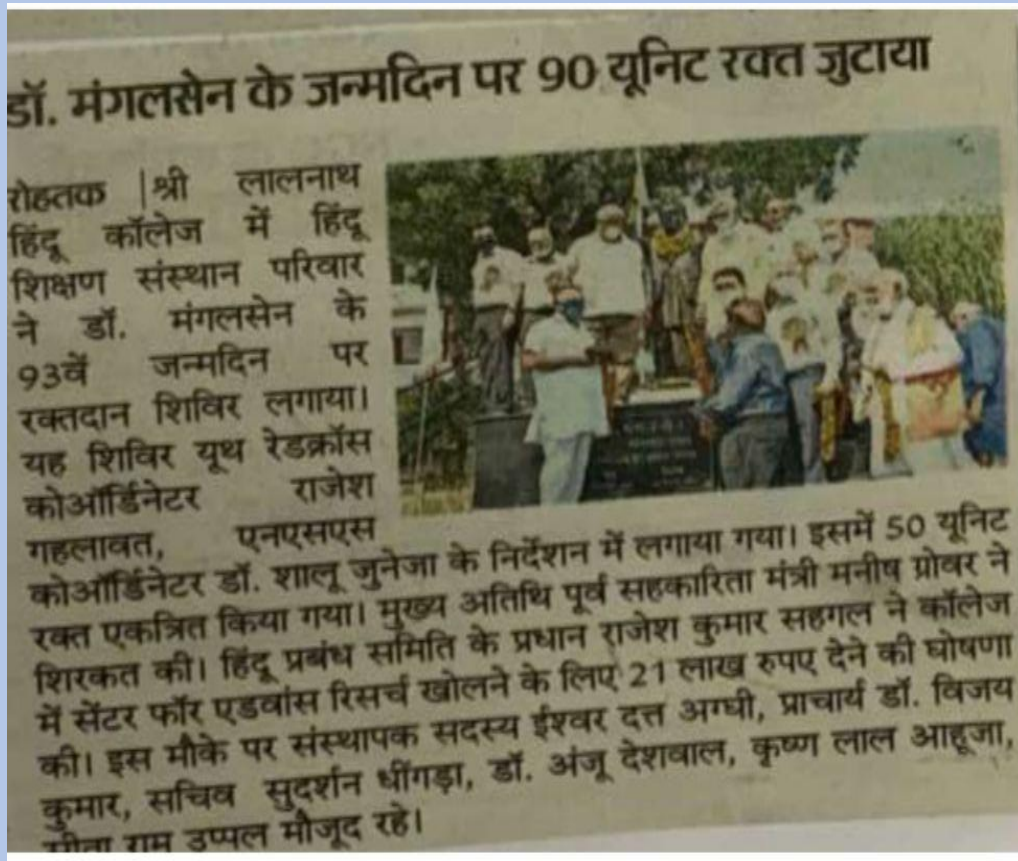 डॉ. मंगलसेन के जन्मदिन पर 90 यूनिट रक्त जुटाया
रोहतक |श्री लालनाथ
हिंदू कॉलेज में हिंदू
शिक्षण संस्थान परिवार
ने डॉ. मंगलसेन के
93वें जन्मदिन पर
रक्तदान शिविर लगाया।
यह शिविर यूथ रेडक्रॉस
कोऑर्डिनेटर राजेश
गहलावत, एनएसएस
कोऑर्डिनेटर डॉ. शालू जुनेजा के निर्देशन में लगाया गया। इसमें 50 यूनिट
रक्त एकत्रित किया गया। मुख्य अतिथि पूर्व सहकारिता मंत्री मनीष ग्रोवर ने
शिरकत की। हिंदू प्रबंध समिति के प्रधान राजेश कुमार सहगल ने कॉलेज
में सेंटर फॉर एडवांस रिसर्च खोलने के लिए 21 लाख रुपए देने की घोषणा
की। इस मौके पर संस्थापक सदस्य ईश्वर दत्त अग्घी, प्राचार्य डॉ. विजय
कुमार, सचिव सुदर्शन धींगड़ा, डॉ. अंजू देशवाल, कृष्ण लाल आहूजा,
राम उप्पल मौजूद रहे।